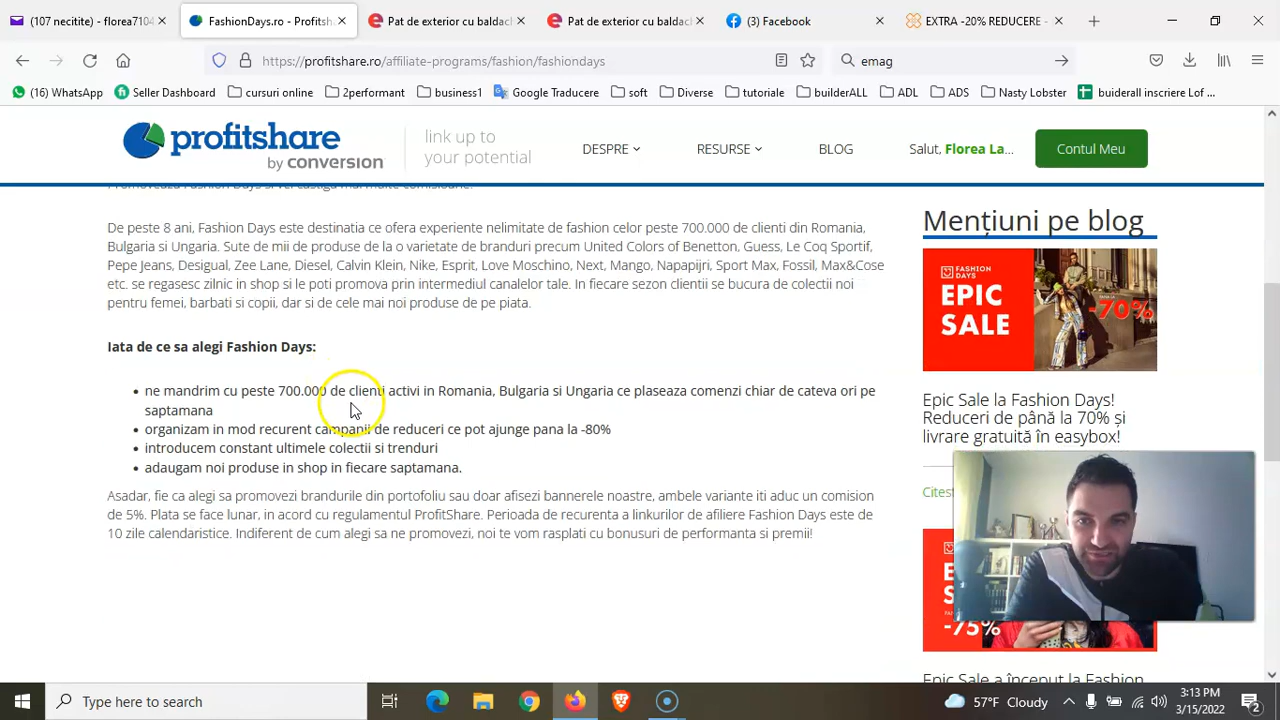 (107 necitite) - florea7104
FashionDays.ro - Profitsh
Pat de exterior cu baldach
Pat de exterior cu baldach
(3) Facebook
EXTRA -20% REDUCERE -
https://profitshare.ro/affiliate-programs/fashion/fashiondays
emag
(16) WhatsApp
Seller Dashboard
cursuri online
2performant
business1
Google Traducere
soft
Diverse
tutoriale
builderALL
ADL
ADS
Nasty Lobster
buiderall inscriere Lof ...
profitshare
by conversion
link up to
your potential
DESPRE
RESURSE
BLOG
Salut, Florea La...
Contul Meu
Promoveaza Fashion Days si vei castiga mai multe comisioane.
De peste 8 ani, Fashion Days este destinatia ce ofera experiente nelimitate de fashion celor peste 700.000 de clienti din Romania,
Bulgaria si Ungaria. Sute de mii de produse de la o varietate de branduri precum United Colors of Benetton, Guess, Le Coq Sportif,
Pepe Jeans, Desigual, Zee Lane, Diesel, Calvin Klein, Nike, Esprit, Love Moschino, Next, Mango, Napapijri, Sport Max, Fossil, Max&Cose
etc. se regasesc zilnic in shop si le poti promova prin intermediul canalelor tale. In fiecare sezon clientii se bucura de colectii noi
pentru femei, barbati si copii, dar si de cele mai noi produse de pe piata.
Iata de ce sa alegi Fashion Days:
ne mandrim cu peste 700.000 de clienti activi in Romania, Bulgaria si Ungaria ce plaseaza comenzi chiar de cateva ori pe
saptamana
organizam in mod recurent campanii de reduceri ce pot ajunge pana la -80%
introducem constant ultimele colectii si trenduri
adaugam noi produse in shop in fiecare saptamana.
Asadar, fie ca alegi sa promovezi brandurile din portofoliu sau doar afisezi bannerele noastre, ambele variante iti aduc un comision
de 5%. Plata se face lunar, in acord cu regulamentul ProfitShare. Perioada de recurenta a linkurilor de afiliere Fashion Days este de
10 zile calendaristice. Indiferent de cum alegi sa ne promovezi, noi te vom rasplati cu bonusuri de performanta si premii!
Mențiuni pe blog
FASHION
DAYS
EPIC
SALE
-70%
Epic Sale la Fashion Days!
Reduceri de până la 70% și
livrare gratuită în easybox!
Citest
-75%
Epic Sale a început la Fashion
Type here to search
57°F Cloudy
3:13 PM
3/15/2022
2